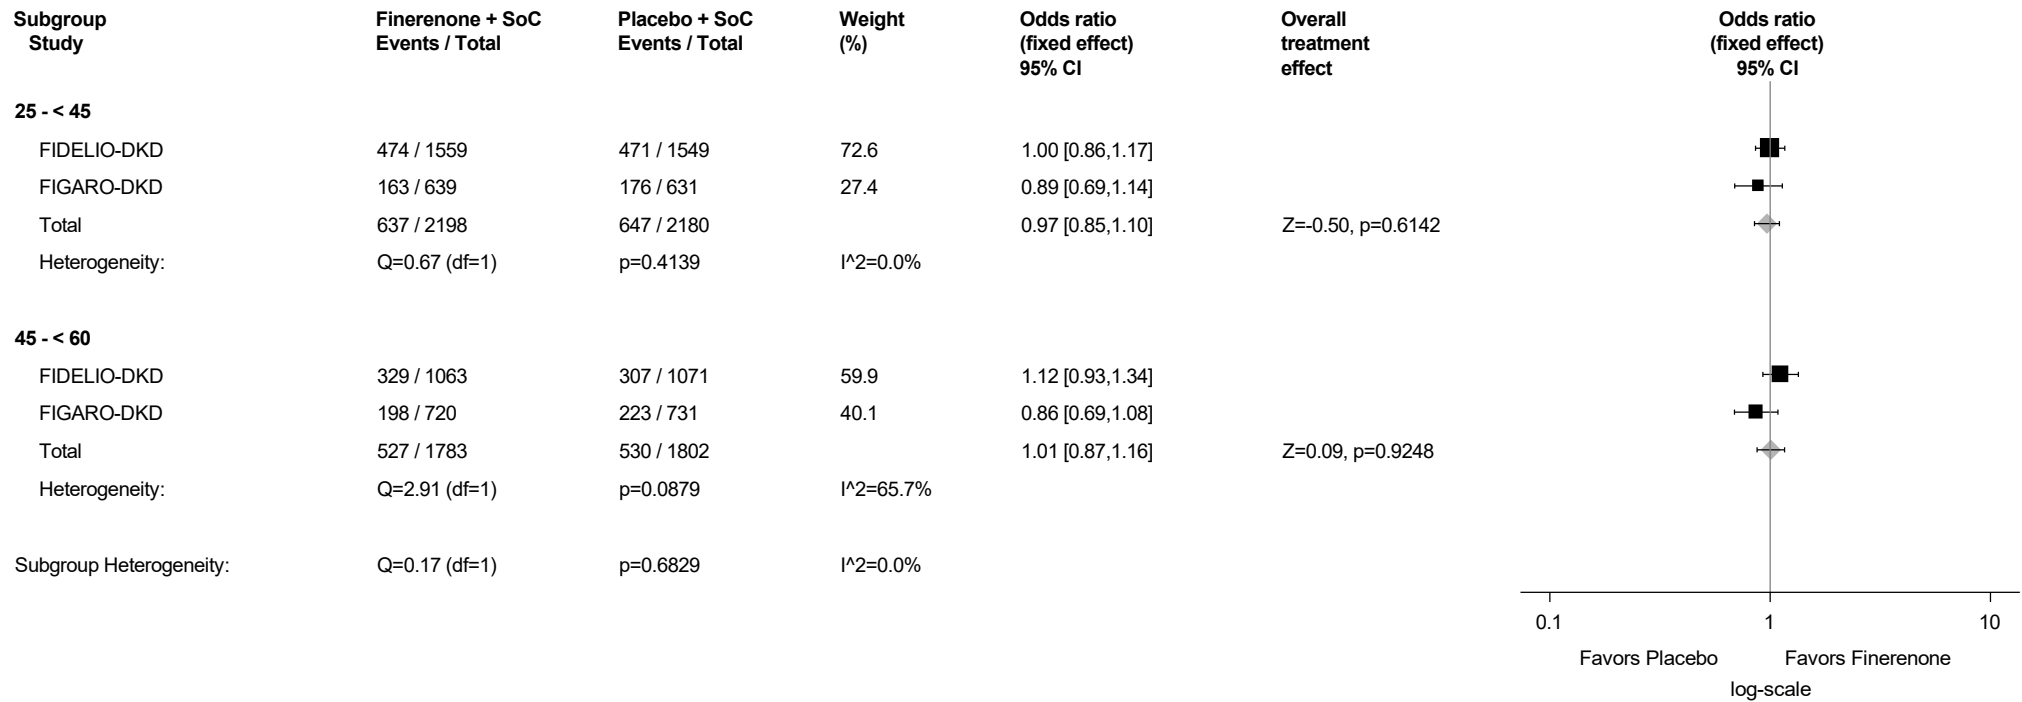 Subgroup Finerenone + SoC Placebo + SoC Weight Odds ratio Overall Odds ratio
Study Events / Total Events / Total (%) (fixed effect) treatment (fixed effect)
95% CI effect 95% CI
25 - < 45
FIDELIO-DKD 474 / 1559 471 / 1549 72.6 1.00 [0.86,1.17]
FIGARO-DKD 163 / 639 176 / 631 27.4 0.89 [0.69,1.14]
Total 637 / 2198 647 / 2180 0.97 [0.85,1.10] Z=-0.50, p=0.6142
Heterogeneity: Q=0.67 (df=1) p=0.4139 I^2=0.0%
45 - < 60
FIDELIO-DKD 329 / 1063 307 / 1071 59.9 1.12 [0.93,1.34]
FIGARO-DKD 198 / 720 223 / 731 40.1 0.86 [0.69,1.08]
Total 527 / 1783 530 / 1802 1.01 [0.87,1.16] Z=0.09, p=0.9248
Heterogeneity: Q=2.91 (df=1) p=0.0879 I^2=65.7%
Subgroup Heterogeneity: Q=0.17 (df=1) p=0.6829 I^2=0.0%
0.1 1 10
Favors Placebo Favors Finerenone
log-scale